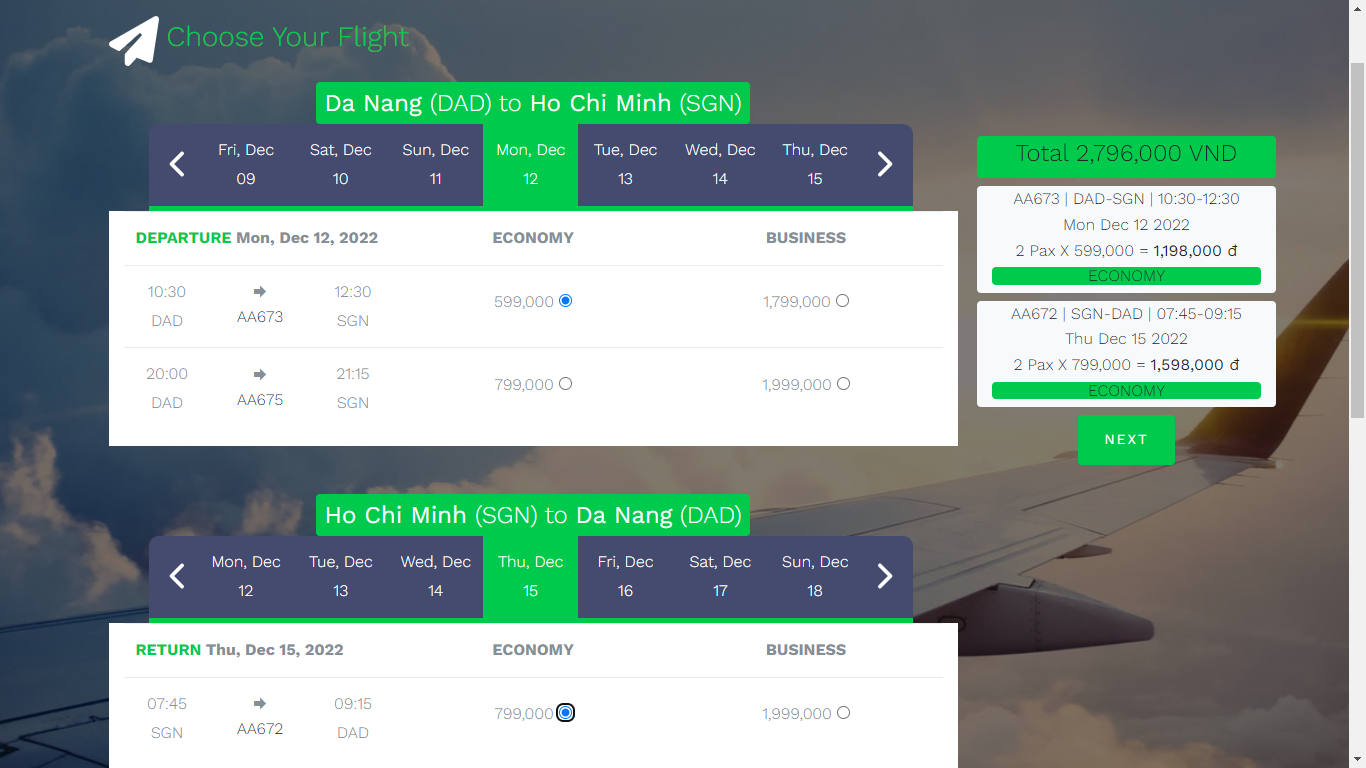 Choose Your Flight
Da Nang (DAD) to Ho Chi Minh (SGN)
Fri, Dec 09
Sat, Dec 10
Sun, Dec 11
Mon, Dec 12
Tue, Dec 13
Wed, Dec 14
Thu, Dec 15
DEPARTURE Mon, Dec 12, 2022 ECONOMY BUSINESS
10:30 12:30 599,000 1,799,000
DAD AA673 SGN
20:00 21:15 799,000 1,999,000
DAD AA675 SGN
Total 2,796,000 VND
AA673 | DAD-SGN | 10:30-12:30
Mon Dec 12 2022
2 Pax X 599,000 = 1,198,000 đ
ECONOMY
AA672 | SGN-DAD | 07:45-09:15
Thu Dec 15 2022
2 Pax X 799,000 = 1,598,000 đ
ECONOMY
NEXT
Ho Chi Minh (SGN) to Da Nang (DAD)
Mon, Dec 12
Tue, Dec 13
Wed, Dec 14
Thu, Dec 15
Fri, Dec 16
Sat, Dec 17
Sun, Dec 18
RETURN Thu, Dec 15, 2022 ECONOMY BUSINESS
07:45 09:15 799,000 1,999,000
SGN AA672 DAD